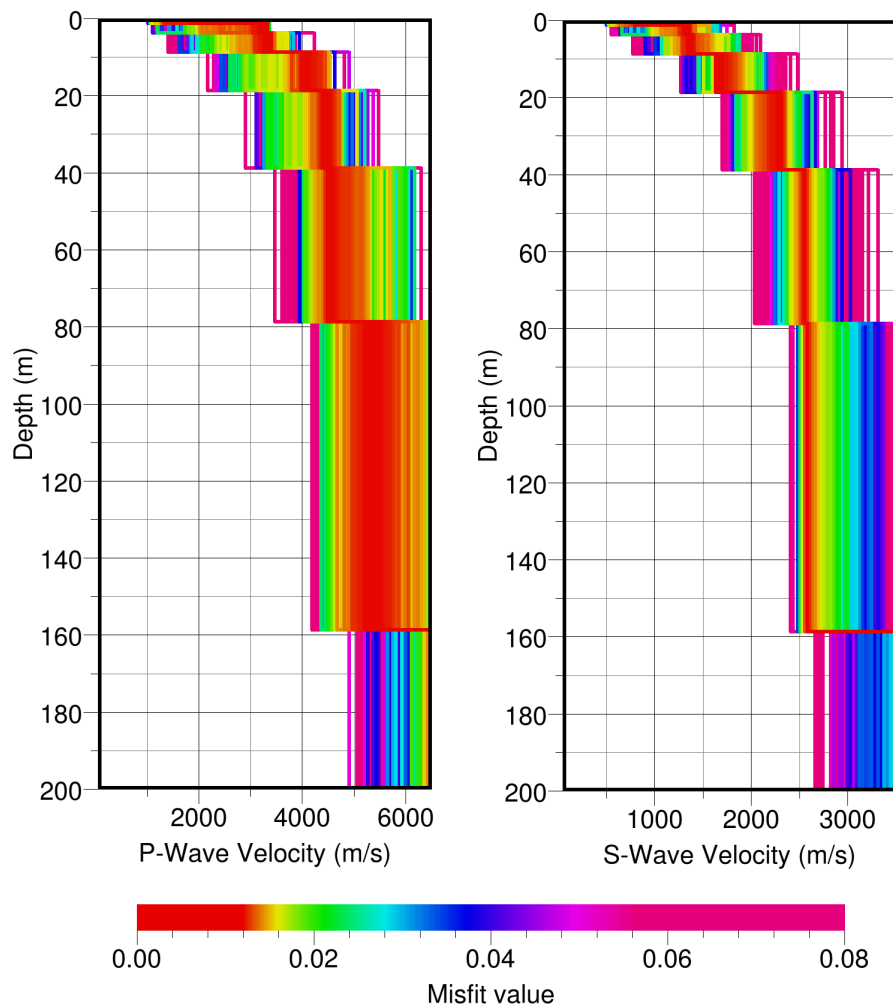 0
20
40
60
80
100
120
140
160
180
200
Depth (m)
2000 4000 6000
P-Wave Velocity (m/s)
0
20
40
60
80
100
120
140
160
180
200
Depth (m)
1000 2000 3000
S-Wave Velocity (m/s)
0.00 0.02 0.04 0.06 0.08
Misfit value